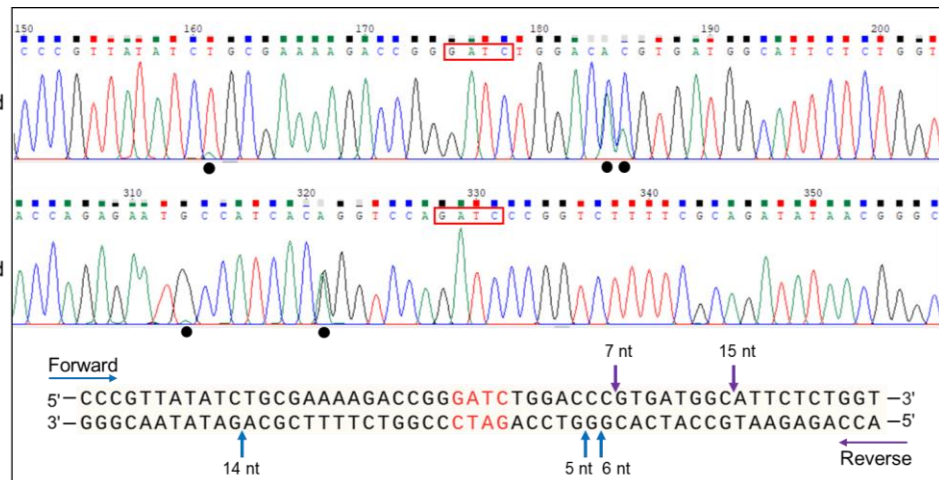 150 160 170 180 190 200
C C C G T T A T A T C T G C G A A A A G A C C G G G A T C T G G A C A C G T G A T G G C A T T C T C T G G T
d
310 320 330 340 350
A C C A G A G A A T G C C A T C A C A G G T C C A G A T C C C G G T C T T T T C G C A G A T A T A A C G G G C
d
Forward
7 nt 15 nt
5'–CCCGTTATATCTGCGAAAAGACCGGGATCTGGACCCGTGATGGCATTCTCTGGT–3'
3'–GGGCAATATAGACGCTTTTCTGGCCCTAGACCTGGGCACTACCGTAAGAGACCA–5'
14 nt 5 nt 6 nt
Reverse